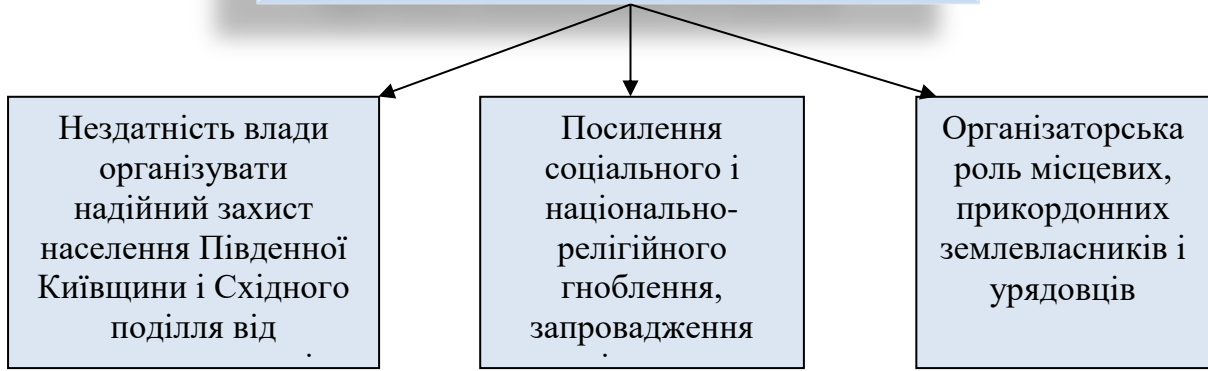 Нездатність влади
організувати
надійний захист
населення Південної
Київщини і Східного
поділля від
Посилення
соціального і
національно-
релігійного
гноблення,
запровадження
Організаторська
роль місцевих,
прикордонних
землевласників і
урядовців